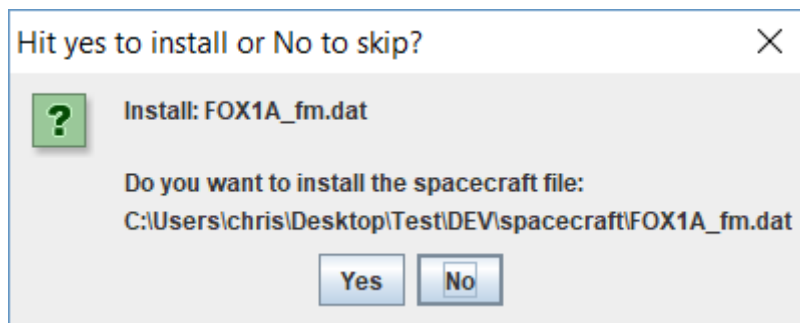 Hit yes to install or No to skip?
Install: FOX1A_fm.dat
Do you want to install the spacecraft file:
C:\Users\chris\Desktop\Test\DEV\spacecraft\FOX1A_fm.dat
Yes No